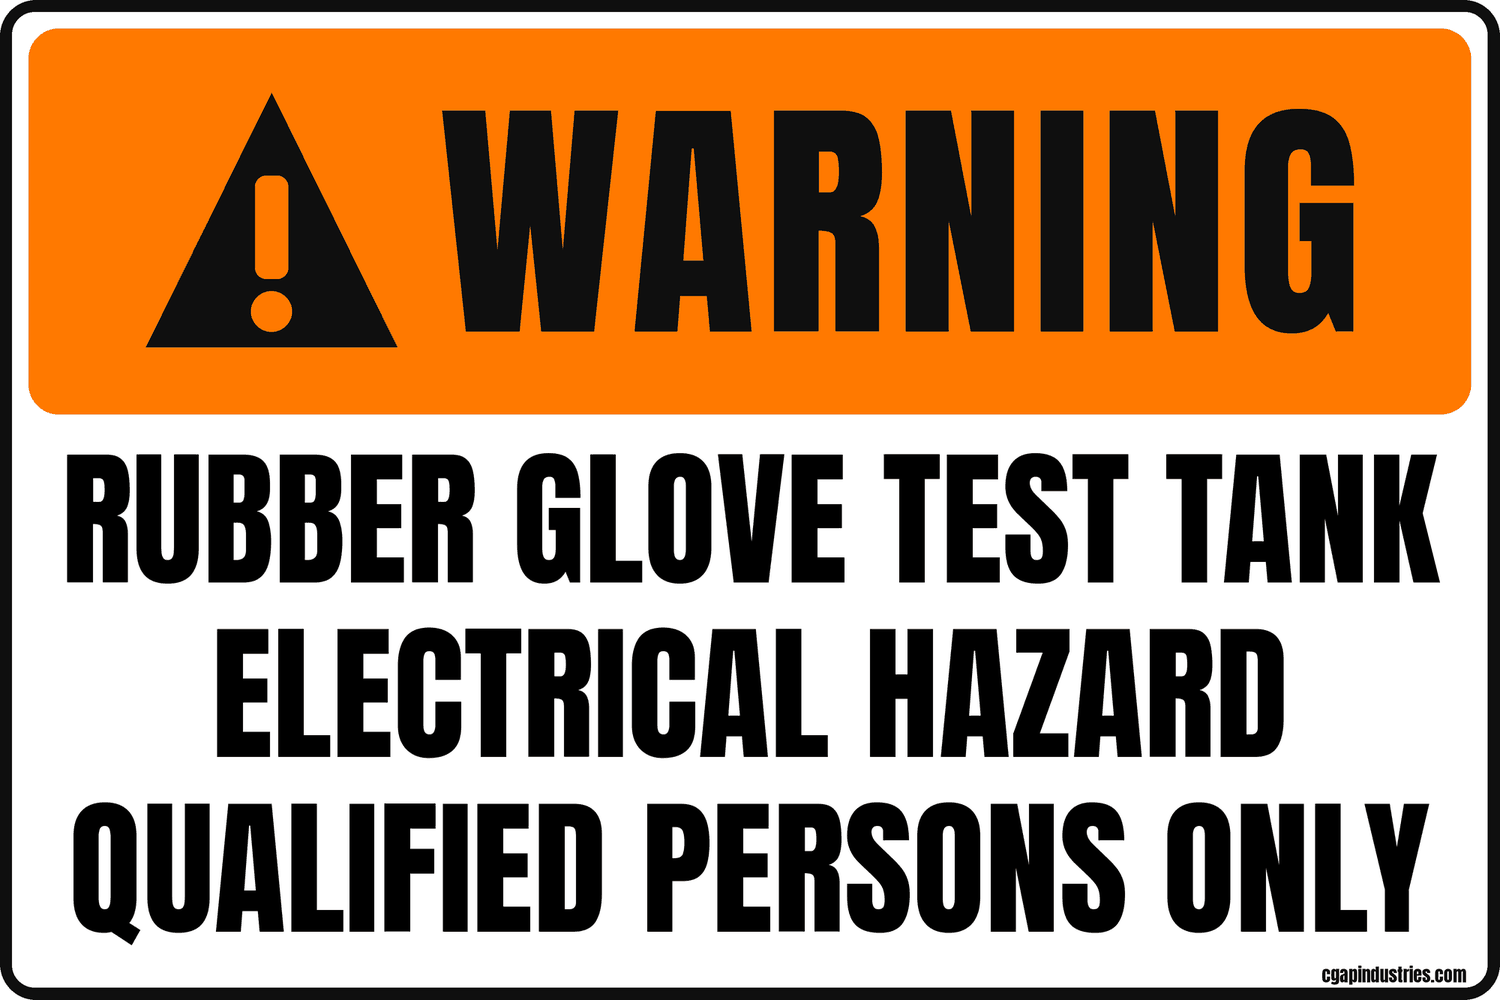 WARNING
RUBBER GLOVE TEST TANK
ELECTRICAL HAZARD
QUALIFIED PERSONS ONLY
cgapindustries.com